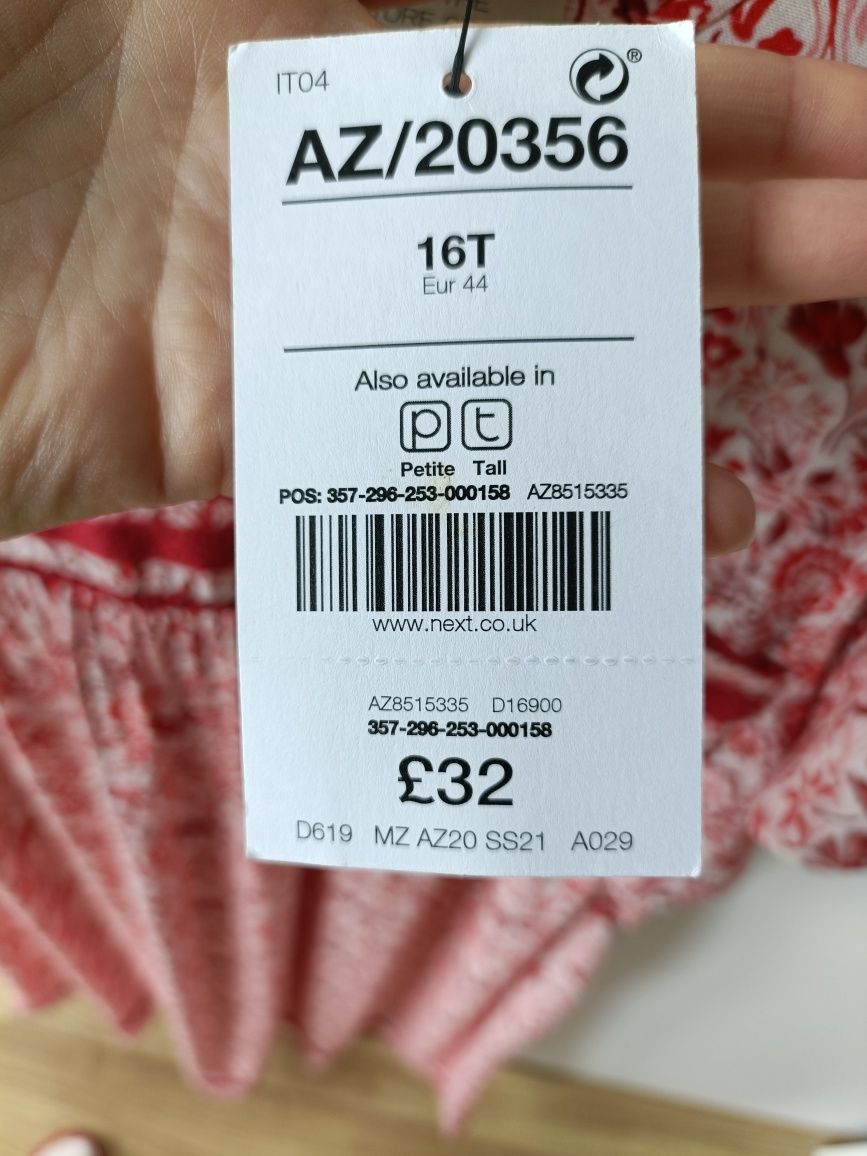 IT04
®
AZ/20356
16T
Eur 44
Also available in
p t
Petite Tall
POS: 357-296-253-000158 AZ8515335
www.next.co.uk
AZ8515335 D16900
357-296-253-000158
£32
D619 MZ AZ20 SS21 A029